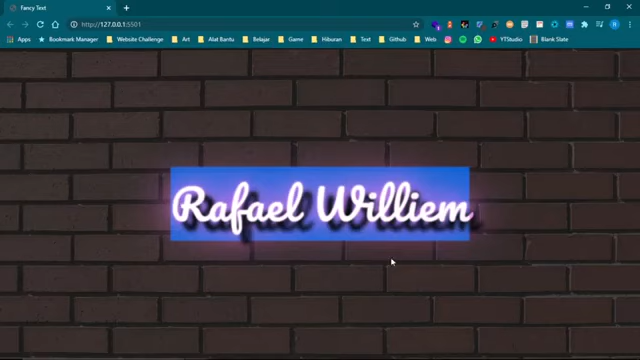 Fancy Text
http://127.0.0.1:5501
Apps Bookmark Manager Website Challenge Art Alat Bantu Belajar Game Hiburan Text Github Web YTStudio Blank Slate
Rafael Williem